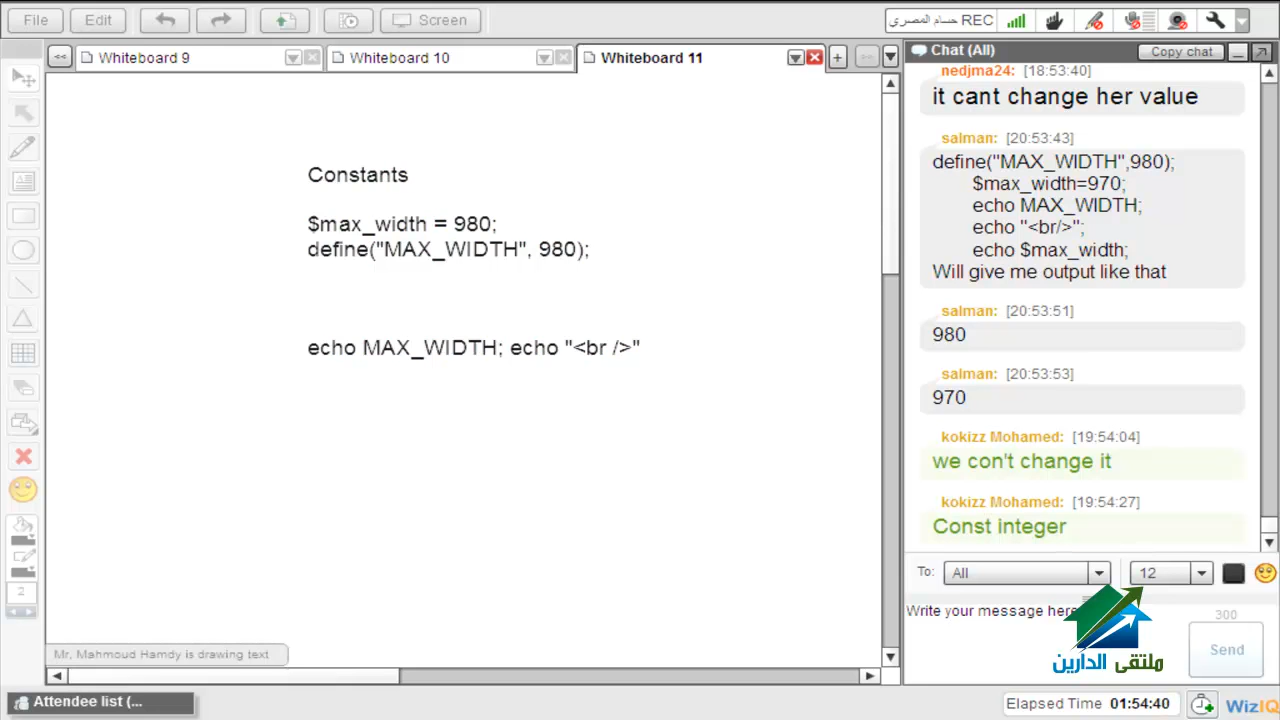 File Edit Screen حسام المصري REC
<< Whiteboard 9 Whiteboard 10 Whiteboard 11 +
Constants
$max_width = 980;
define("MAX_WIDTH", 980);
echo MAX_WIDTH; echo "<br />"
Mr, Mahmoud Hamdy is drawing text
2
Attendee list (...
Chat (All) Copy chat
nedjma24: [18:53:40]
it cant change her value
salman: [20:53:43]
define("MAX_WIDTH",980);
$max_width=970;
echo MAX_WIDTH;
echo "<br/>";
echo $max_width;
Will give me output like that
salman: [20:53:51]
980
salman: [20:53:53]
970
kokizz Mohamed: [19:54:04]
we con't change it
kokizz Mohamed: [19:54:27]
Const integer
To: All 12
Write your message here
300
Send
ملتقى الدارين
Elapsed Time 01:54:40
WizIQ